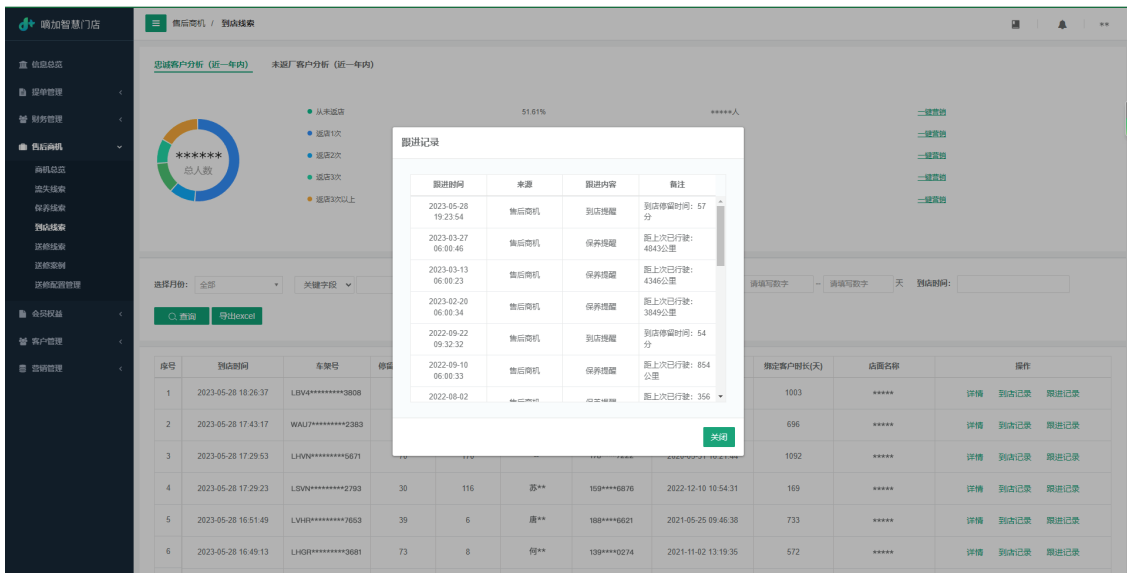 嘀加智慧门店
售后商机 / 到店线索
**
信息总览
提单管理
财务管理
售后商机
商机总览
流失线索
保养线索
到店线索
送修线索
送修案例
送修配置管理
会员权益
客户管理
营销管理
忠诚客户分析（近一年内） 未返厂客户分析（近一年内）
******
总人数
从未返店 51.61% *****人 一键营销
返店1次 一键营销
返店2次 一键营销
返店3次 一键营销
返店3次以上 一键营销
选择月份: 全部 关键字段 请填写数字 ~ 请填写数字 天 到店时间:
查询 导出excel
序号 到店时间 车架号 停留 绑定客户时长(天) 店面名称 操作
1 2023-05-28 18:26:37 LBV4*********3808 1003 ***** 详情 到店记录 跟进记录
2 2023-05-28 17:43:17 WAU7*********2383 696 ***** 详情 到店记录 跟进记录
3 2023-05-28 17:29:53 LHVN*********5671 1092 ***** 详情 到店记录 跟进记录
4 2023-05-28 17:29:23 LSVN*********2793 30 116 苏** 159****6876 2022-12-10 10:54:31 169 ***** 详情 到店记录 跟进记录
5 2023-05-28 16:51:49 LVHR*********7653 39 6 唐** 188****6621 2021-05-25 09:46:38 733 ***** 详情 到店记录 跟进记录
6 2023-05-28 16:49:13 LHGR*********3681 73 8 何** 139****0274 2021-11-02 13:19:35 572 ***** 详情 到店记录 跟进记录
跟进记录
跟进时间 来源 跟进内容 备注
2023-05-28
19:23:54 售后商机 到店提醒 到店停留时间：57
分
2023-03-27
06:00:46 售后商机 保养提醒 距上次已行驶：
4843公里
2023-03-13
06:00:23 售后商机 保养提醒 距上次已行驶：
4346公里
2023-02-20
06:00:34 售后商机 保养提醒 距上次已行驶：
3849公里
2022-09-22
09:32:32 售后商机 到店提醒 到店停留时间：54
分
2022-09-10
06:00:33 售后商机 保养提醒 距上次已行驶：854
公里
2022-08-02 售后商机 保养提醒 距上次已行驶：356
关闭